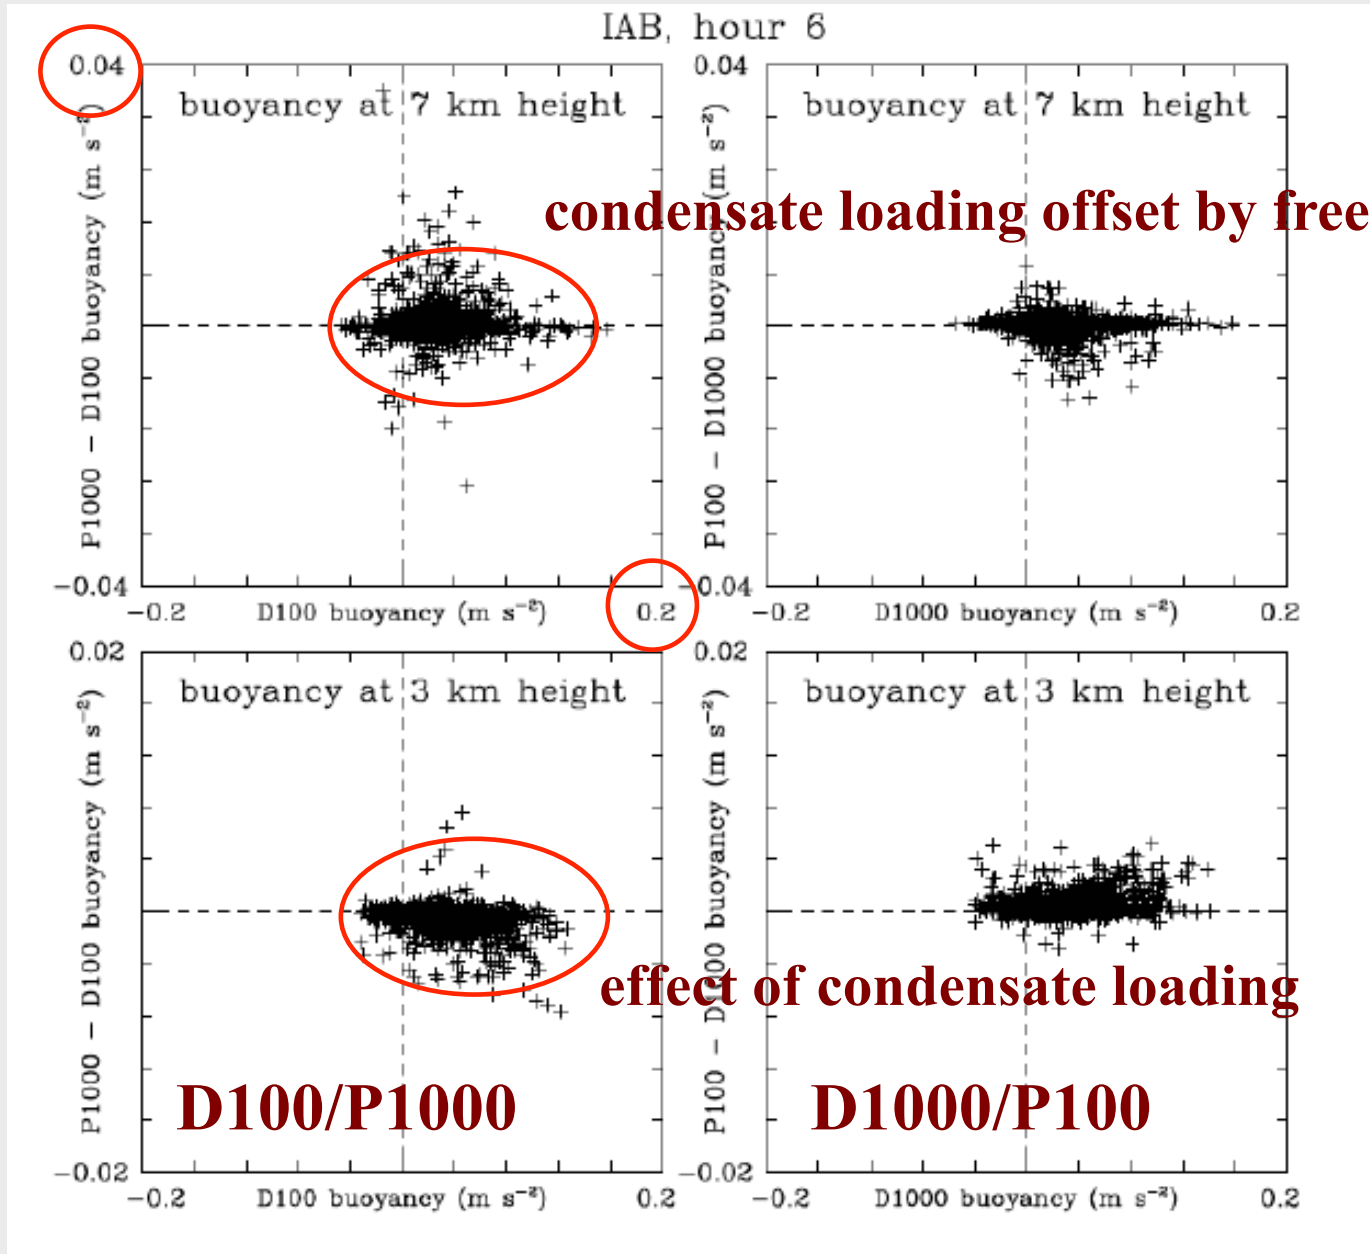 IAB, hour 6
0.04
buoyancy at 7 km height
P1000 − D100 buoyancy (m s⁻²)
−0.04
−0.2
D100 buoyancy (m s⁻²)
0.2
0.04
buoyancy at 7 km height
condensate loading offset by free
P100 − D1000 buoyancy (m s⁻²)
−0.04
−0.2
D1000 buoyancy (m s⁻²)
0.2
0.02
buoyancy at 3 km height
P1000 − D100 buoyancy (m s⁻²)
D100/P1000
−0.02
−0.2
D100 buoyancy (m s⁻²)
0.2
0.02
buoyancy at 3 km height
effect of condensate loading
P100 − D1000 buoyancy (m s⁻²)
D1000/P100
−0.02
−0.2
D1000 buoyancy (m s⁻²)
0.2